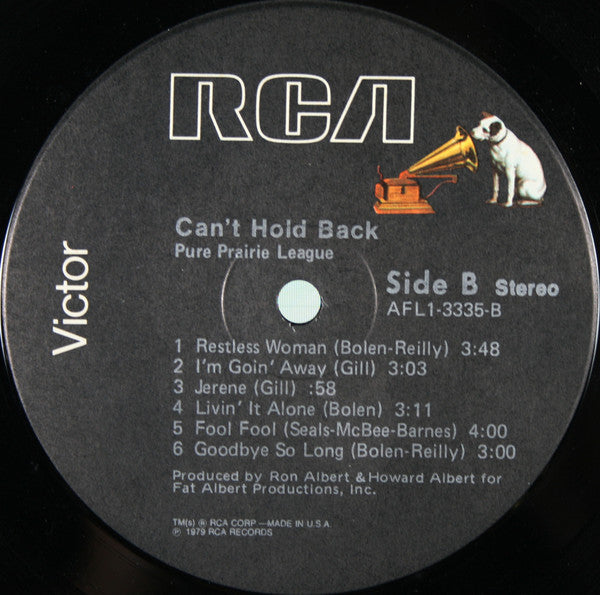 RCA
Victor
Can't Hold Back
Pure Prairie League
Side B Stereo
AFL1-3335-B
1 Restless Woman (Bolen-Reilly) 3:48
2 I'm Goin' Away (Gill) 3:03
3 Jerene (Gill) :58
4 Livin' It Alone (Bolen) 3:11
5 Fool Fool (Seals-McBee-Barnes) 4:00
6 Goodbye So Long (Bolen-Reilly) 3:00
Produced by Ron Albert & Howard Albert for
Fat Albert Productions, Inc.
TM(s) ® RCA CORP —MADE IN U.S.A.
℗ 1979 RCA RECORDS